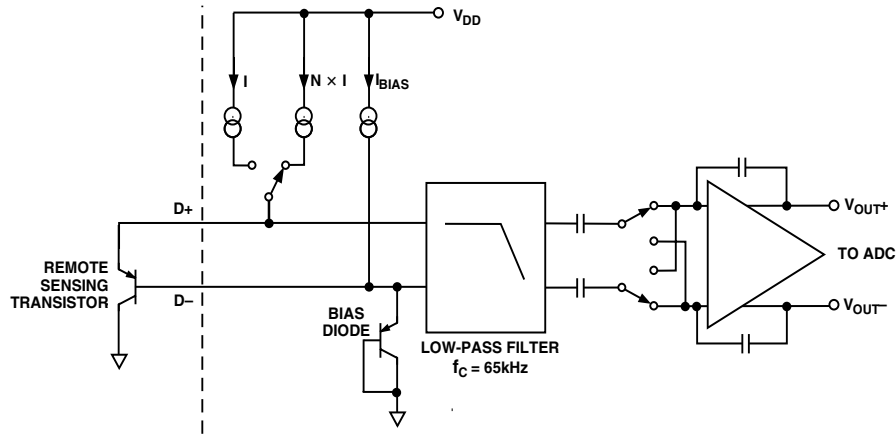 V_DD
I
N × I
I_BIAS
D+
REMOTE
SENSING
TRANSISTOR
D–
BIAS
DIODE
LOW-PASS FILTER
f_C = 65kHz
V_OUT+
TO ADC
V_OUT–